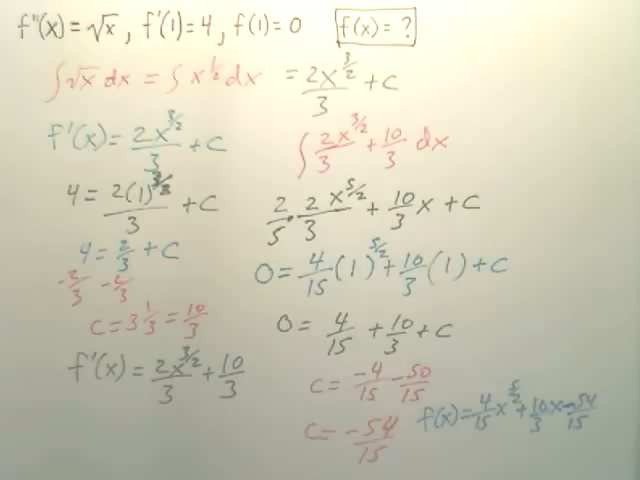 f''(x) = √x , f'(1) = 4 , f(1) = 0 f(x) = ?
∫√x dx = ∫ x^(1/2) dx = 2x^(3/2)/3 + C
f'(x) = 2x^(3/2)/3 + C
4 = 2(1)^(3/2)/3 + C
4 = 2/3 + C
-2/3 -2/3
C = 3 1/3 = 10/3
f'(x) = 2x^(3/2)/3 + 10/3
∫ 2x^(3/2)/3 + 10/3 dx
2/5 · 2x^(5/2)/3 + 10/3 x + C
0 = 4/15 (1)^(5/2) + 10/3 (1) + C
0 = 4/15 + 10/3 + C
C = -4/15 - 50/15
C = -54/15
f(x) = 4/15 x^(5/2) + 10/3 x - 54/15